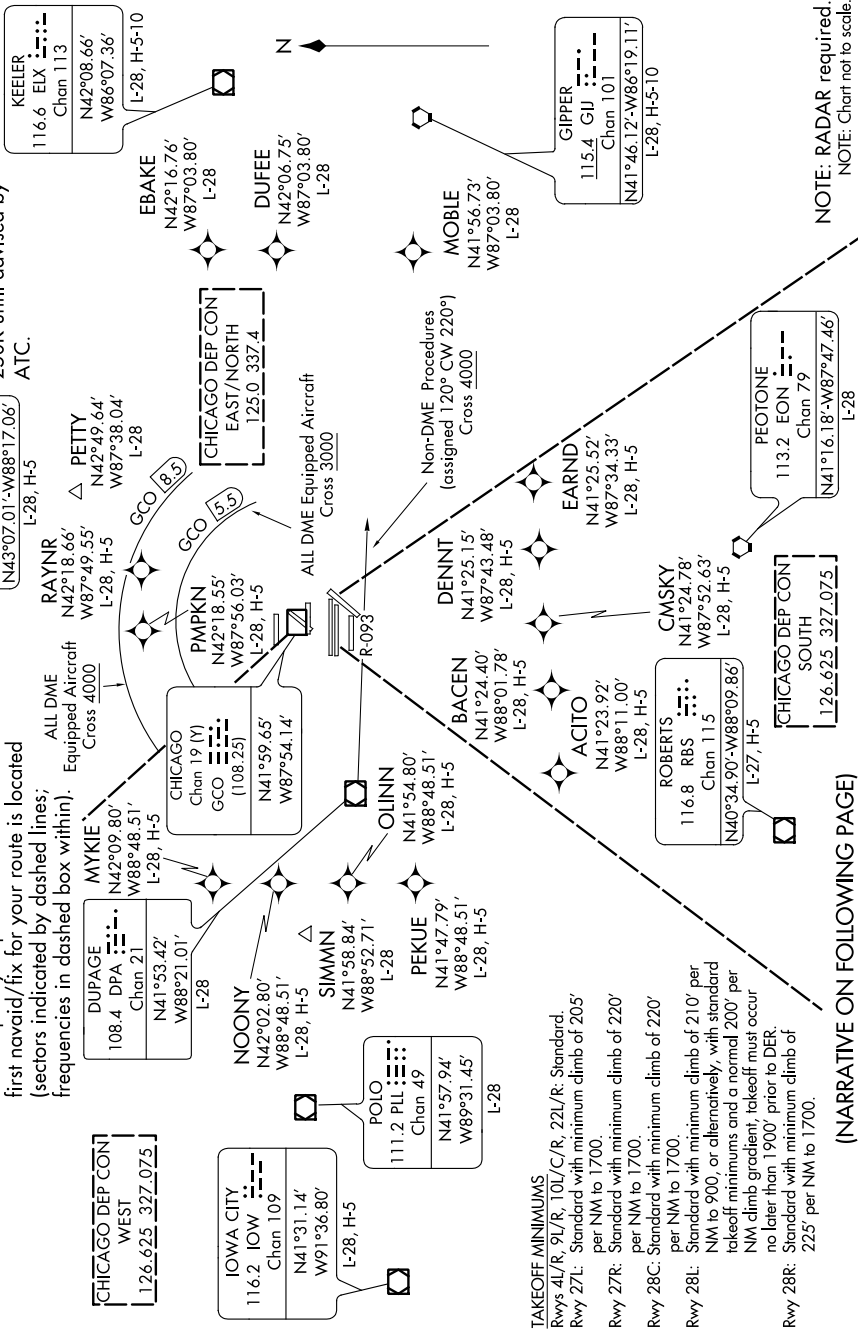 first navaid/fix for your route is located
(sectors indicated by dashed lines;
frequencies in dashed box within).
N43°07.01'-W88°17.06'
L-28, H-5
ATC.
KEELER
116.6 ELX
Chan 113
N42°08.66'
W86°07.36'
L-28, H-5-10
N
EBAKE
N42°16.76'
W87°03.80'
L-28
DUFEE
N42°06.75'
W87°03.80'
L-28
MOBLE
N41°56.73'
W87°03.80'
L-28
GIPPER
115.4 GIJ
Chan 101
N41°46.12'-W86°19.11'
L-28, H-5-10
NOTE: RADAR required.
NOTE: Chart not to scale.
CHICAGO DEP CON
EAST/NORTH
125.0 337.4
PETTY
N42°49.64'
W87°38.04'
L-28
RAYNR
N42°18.66'
W87°49.55'
L-28, H-5
GCO 8.5
GCO 5.5
PMPKN
N42°18.55'
W87°56.03'
L-28, H-5
ALL DME
Equipped Aircraft
Cross 4000
ALL DME Equipped Aircraft
Cross 3000
Non-DME Procedures
(assigned 120° CW 220°)
Cross 4000
R-093
CHICAGO
Chan 19 (Y)
GCO
(108.25)
N41°59.65'
W87°54.14'
MYKIE
N42°09.80'
W88°48.51'
L-28, H-5
DUPAGE
108.4 DPA
Chan 21
N41°53.42'
W88°21.01'
L-28
NOONY
N42°02.80'
W88°48.51'
L-28, H-5
SIMMN
N41°58.84'
W88°52.71'
L-28
OLINN
N41°54.80'
W88°48.51'
L-28, H-5
PEKUE
N41°47.79'
W88°48.51'
L-28, H-5
CHICAGO DEP CON
WEST
126.625 327.075
IOWA CITY
116.2 IOW
Chan 109
N41°31.14'
W91°36.80'
L-28, H-5
POLO
111.2 PLL
Chan 49
N41°57.94'
W89°31.45'
L-28
EARND
N41°25.52'
W87°34.33'
L-28, H-5
DENNT
N41°25.15'
W87°43.48'
L-28, H-5
CMSKY
N41°24.78'
W87°52.63'
L-28, H-5
BACEN
N41°24.40'
W88°01.78'
L-28, H-5
ACITO
N41°23.92'
W88°11.00'
L-28, H-5
PEOTONE
113.2 EON
Chan 79
N41°16.18'-W87°47.46'
L-28
ROBERTS
116.8 RBS
Chan 115
N40°34.90'-W88°09.86'
L-27, H-5
CHICAGO DEP CON
SOUTH
126.625 327.075
TAKEOFF MINIMUMS
Rwys 4L/R, 9L/R, 10L/C/R, 22L/R: Standard.
Rwy 27L: Standard with minimum climb of 205'
per NM to 1700.
Rwy 27R: Standard with minimum climb of 220'
per NM to 1700.
Rwy 28C: Standard with minimum climb of 220'
per NM to 1700.
Rwy 28L: Standard with minimum climb of 210' per
NM to 900, or alternatively, with standard
takeoff minimums and a normal 200' per
NM climb gradient, takeoff must occur
no later than 1900' prior to DER.
Rwy 28R: Standard with minimum climb of
225' per NM to 1700.
(NARRATIVE ON FOLLOWING PAGE)